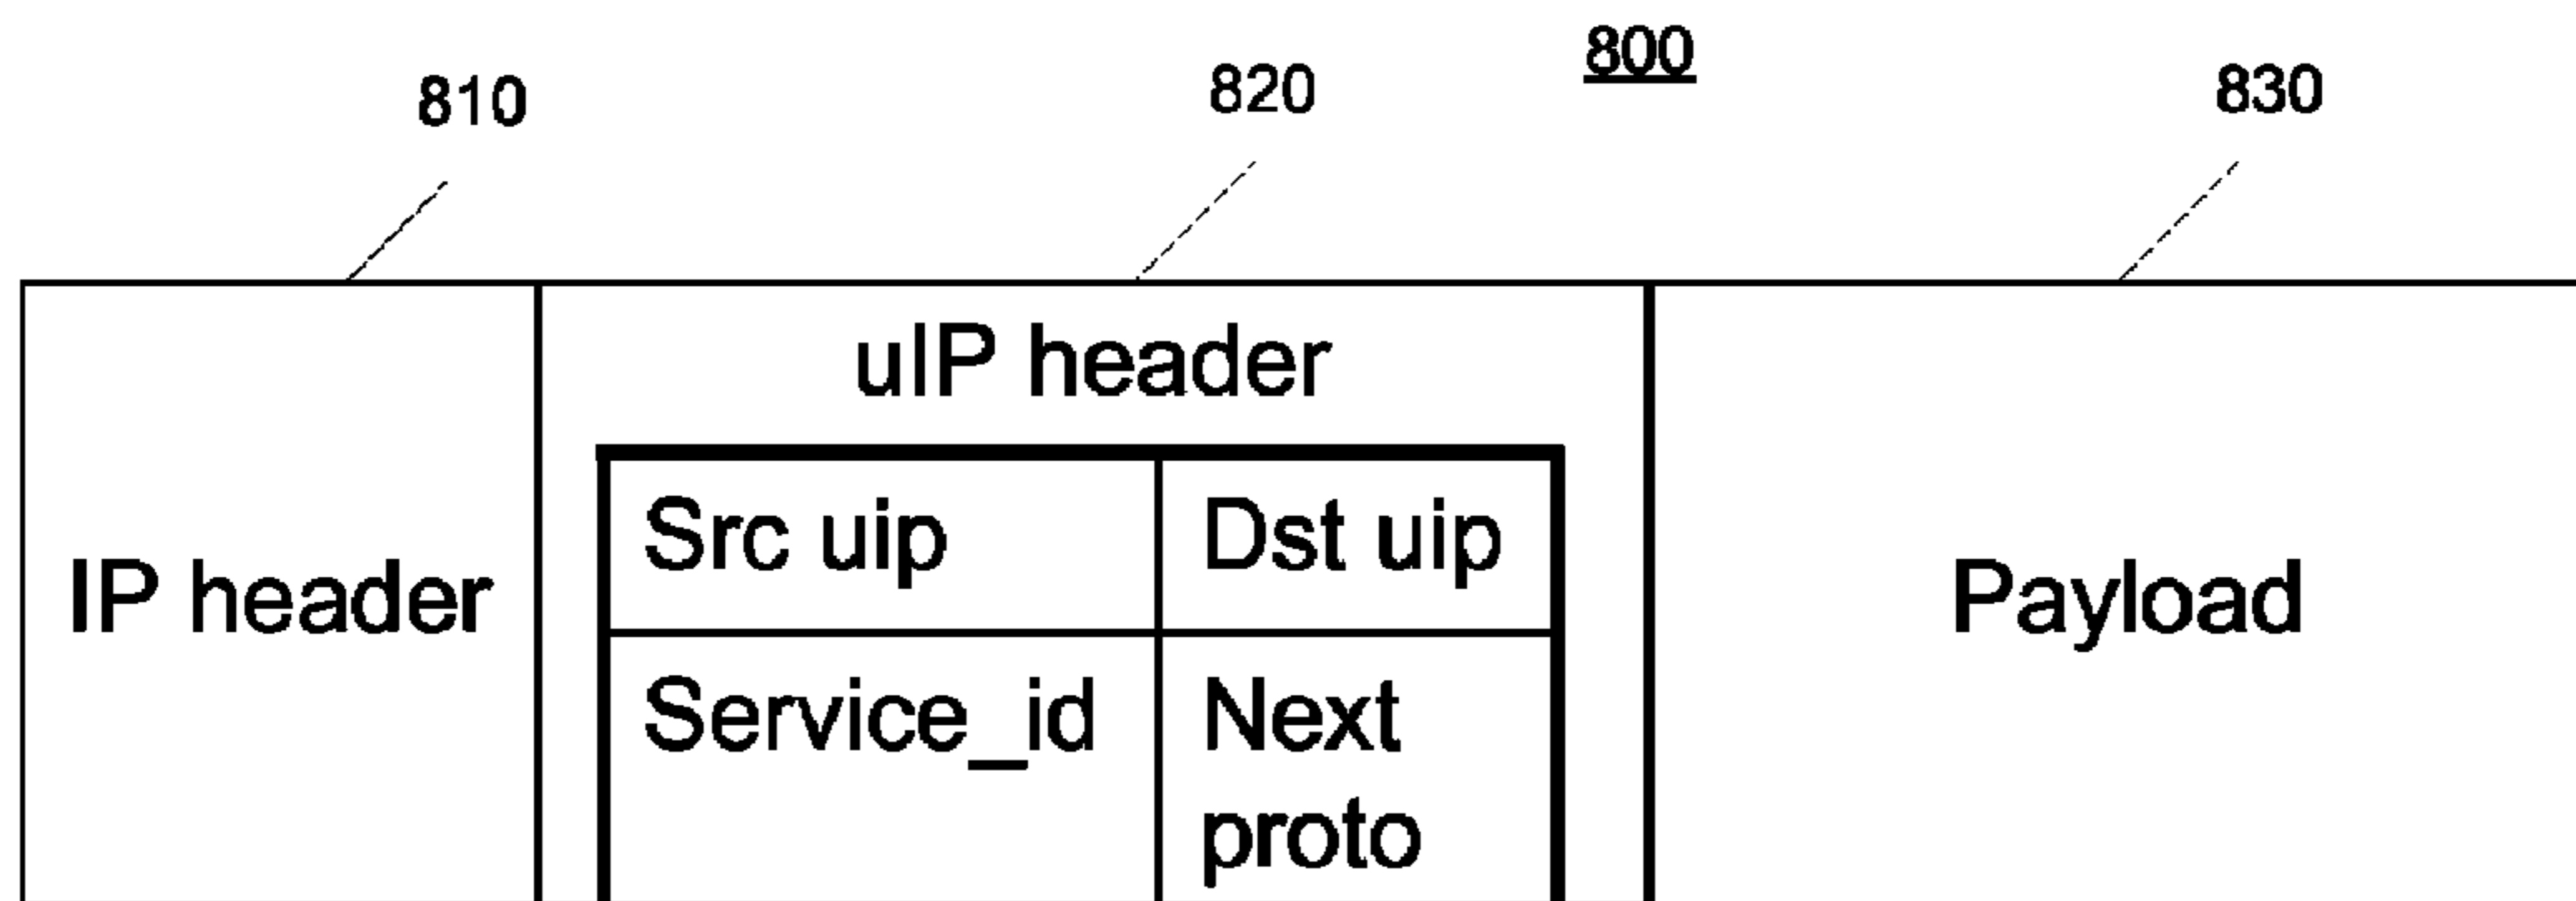 800
810
820
830
uIP header
IP header
Src uip
Dst uip
Service_id
Next
proto
Payload